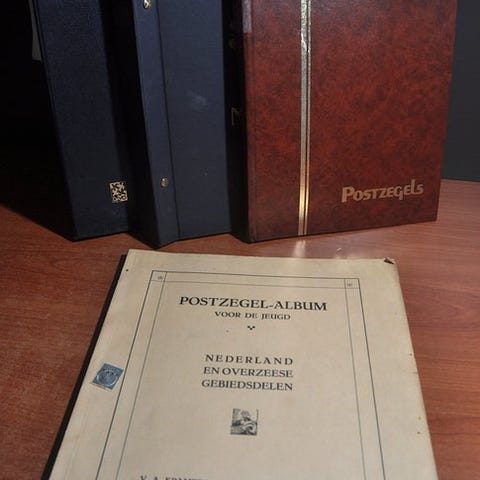 POSTZEGELS
POSTZEGEL-ALBUM
VOOR DE JEUGD
NEDERLAND
EN OVERZEESE
GEBIEDSDELEN
V. A.